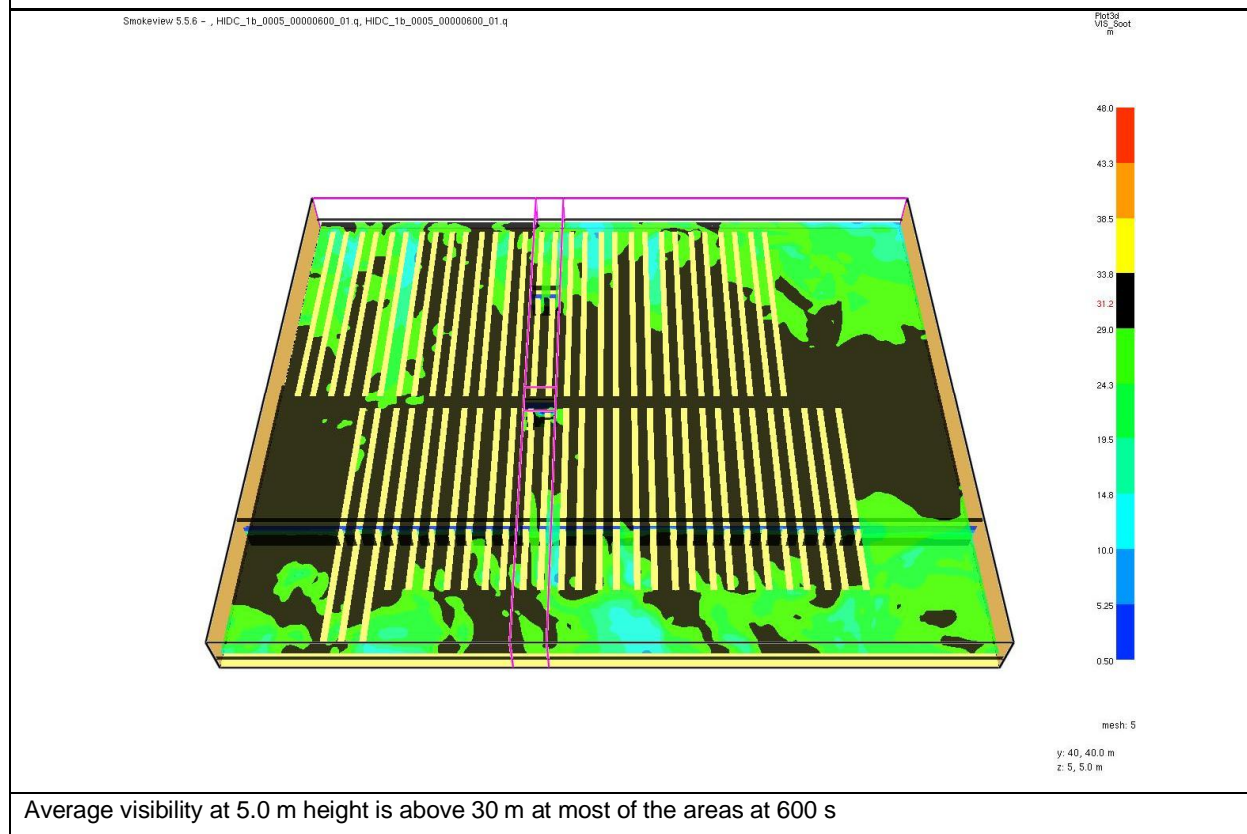 Smokeview 5.5.6 - , HIDC_1b_0005_00000600_01.q, HIDC_1b_0005_00000600_01.q
Plot3d
VIS_Soot
m
48.0
43.3
38.5
33.8
31.2
29.0
24.3
19.5
14.8
10.0
5.25
0.50
mesh: 5
y: 40, 40.0 m
z: 5, 5.0 m
Average visibility at 5.0 m height is above 30 m at most of the areas at 600 s